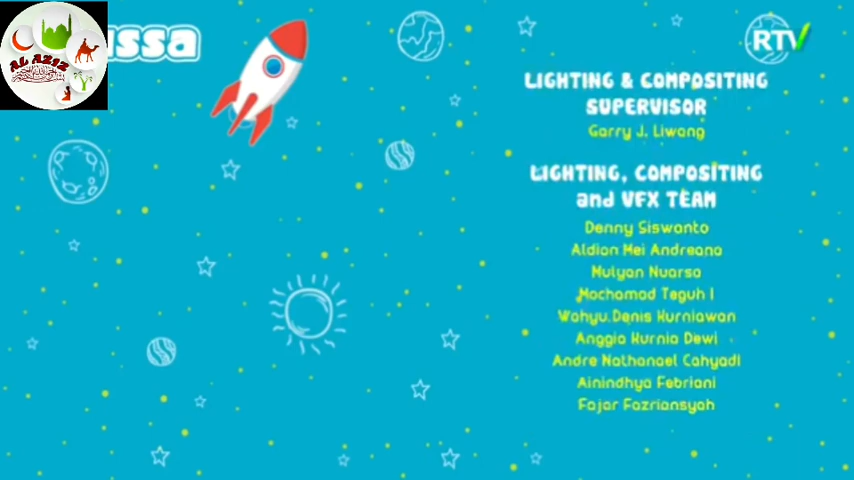 ussa
AL AZIZ
RTV
LIGHTING & COMPOSITING
SUPERVISOR
Garry J. Liwang
LIGHTING, COMPOSITING
and VFX TEAM
Denny Siswanto
Aldion Mei Andreano
Mulyan Nuarsa
Mochamad Teguh I
Wahyu Denis Kurniawan
Anggia Kurnia Dewi
Andre Nathanael Cahyadi
Ainindhya Febriani
Fajar Fazriansyah